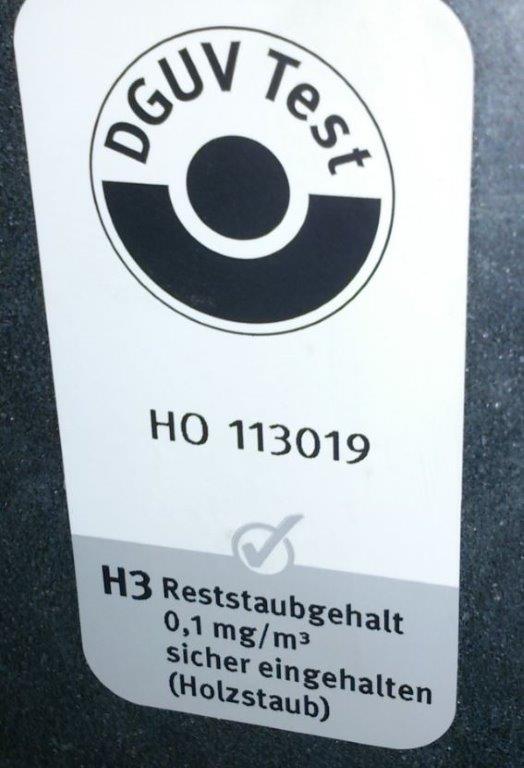 DGUV Test
HO 113019
H3 Reststaubgehalt
0,1 mg/m³
sicher eingehalten
(Holzstaub)